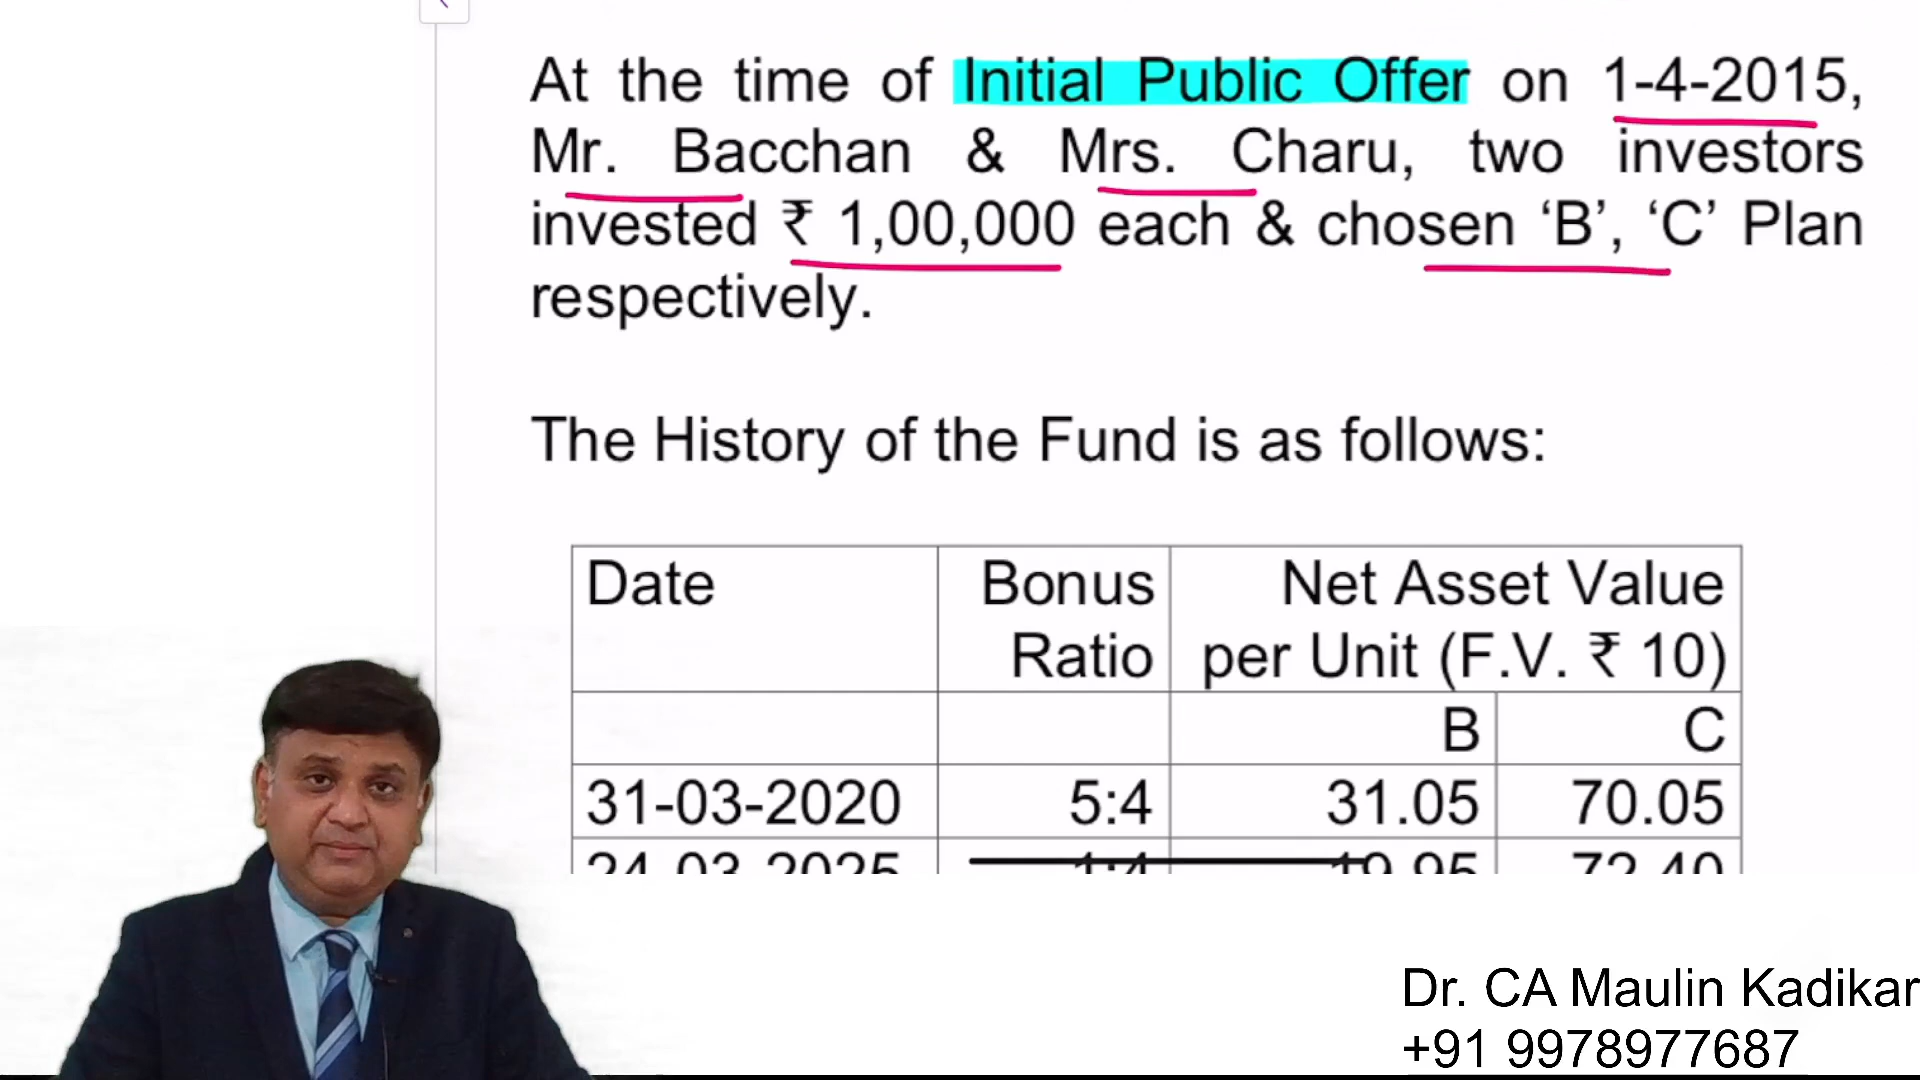 At the time of Initial Public Offer on 1-4-2015,
Mr. Bacchan & Mrs. Charu, two investors
invested ₹ 1,00,000 each & chosen ‘B’, ‘C’ Plan
respectively.
The History of the Fund is as follows:
Date Bonus Ratio Net Asset Value per Unit (F.V. ₹ 10)
B C
31-03-2020 5:4 31.05 70.05
Dr. CA Maulin Kadikar
+91 9978977687